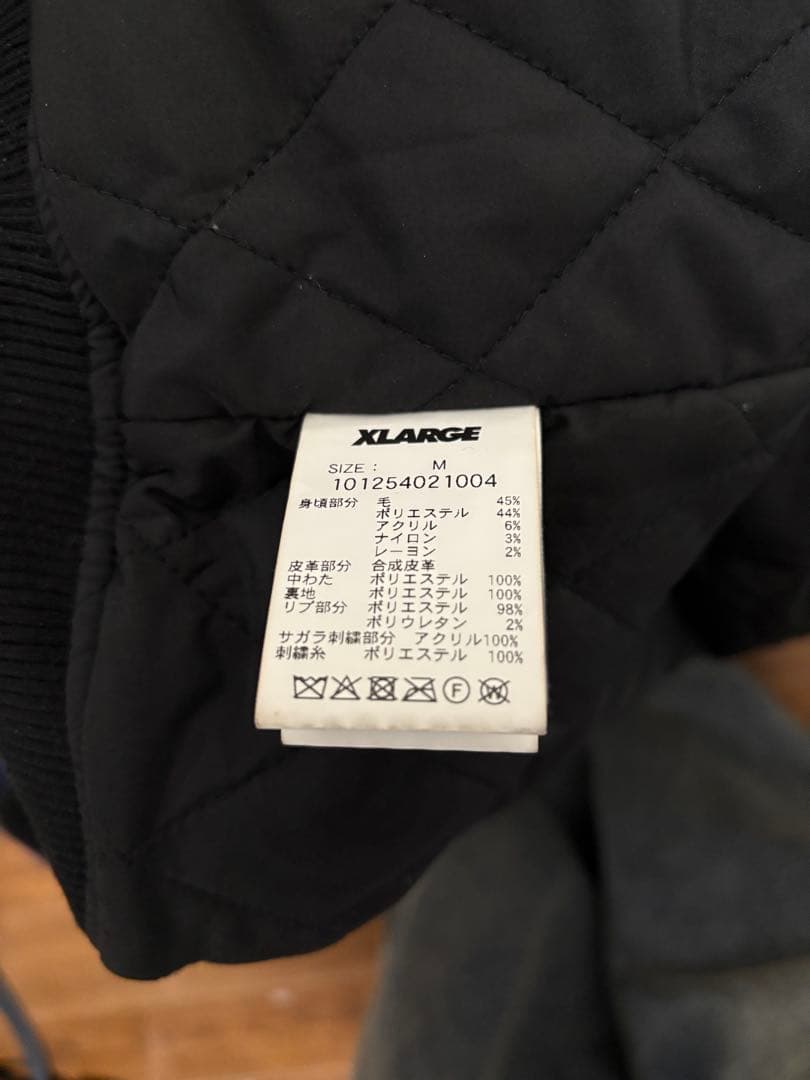 XLARGE
SIZE : M
101254021004
身頃部分 毛 45%
ポリエステル 44%
アクリル 6%
ナイロン 3%
レーヨン 2%
皮革部分 合成皮革
中わた ポリエステル 100%
裏地 ポリエステル 100%
リブ部分 ポリエステル 98%
ポリウレタン 2%
サガラ刺繍部分 アクリル100%
刺繍糸 ポリエステル 100%
F W